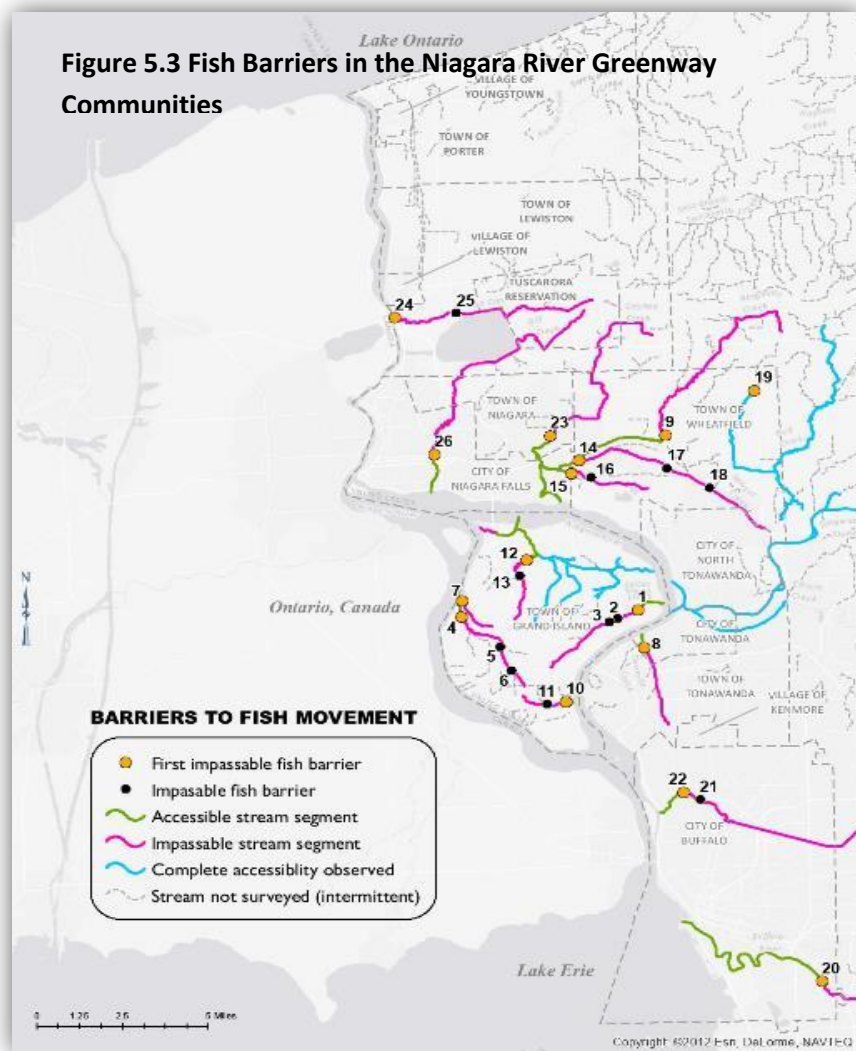 Lake Ontario
Figure 5.3 Fish Barriers in the Niagara River Greenway
Communities
VILLAGE OF
YOUNGSTOWN
TOWN OF
PORTER
TOWN OF
LEWISTON
VILLAGE OF
LEWISTON
TUSCARORA
RESERVATION
24
25
19
TOWN OF
NIAGARA
TOWN OF
WHEATFIELD
23
9
26
14
17
CITY OF
NIAGARA FALLS
15
16
18
CITY OF
NORTH
TONAWANDA
12
13
N
7
Ontario, Canada
4
TOWN OF
GRAND ISLAND
3
2
1
CITY OF
TONAWANDA
8
5
6
TOWN OF
TONAWANDA
11
10
VILLAGE OF
KENMORE
BARRIERS TO FISH MOVEMENT
First impassable fish barrier
Impasable fish barrier
Accessible stream segment
Impassable stream segment
Complete accessiblity observed
Stream not surveyed (intermittent)
22
21
CITY OF
BUFFALO
Lake Erie
20
0 1.25 2.5 5 Miles
Copyright: ©2012 Esri, DeLorme, NAVTEQ